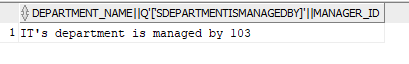 DEPARTMENT_NAME||Q'['SDEPARTMENTISMANAGEDBY]'||MANAGER_ID
1 IT's department is managed by 103